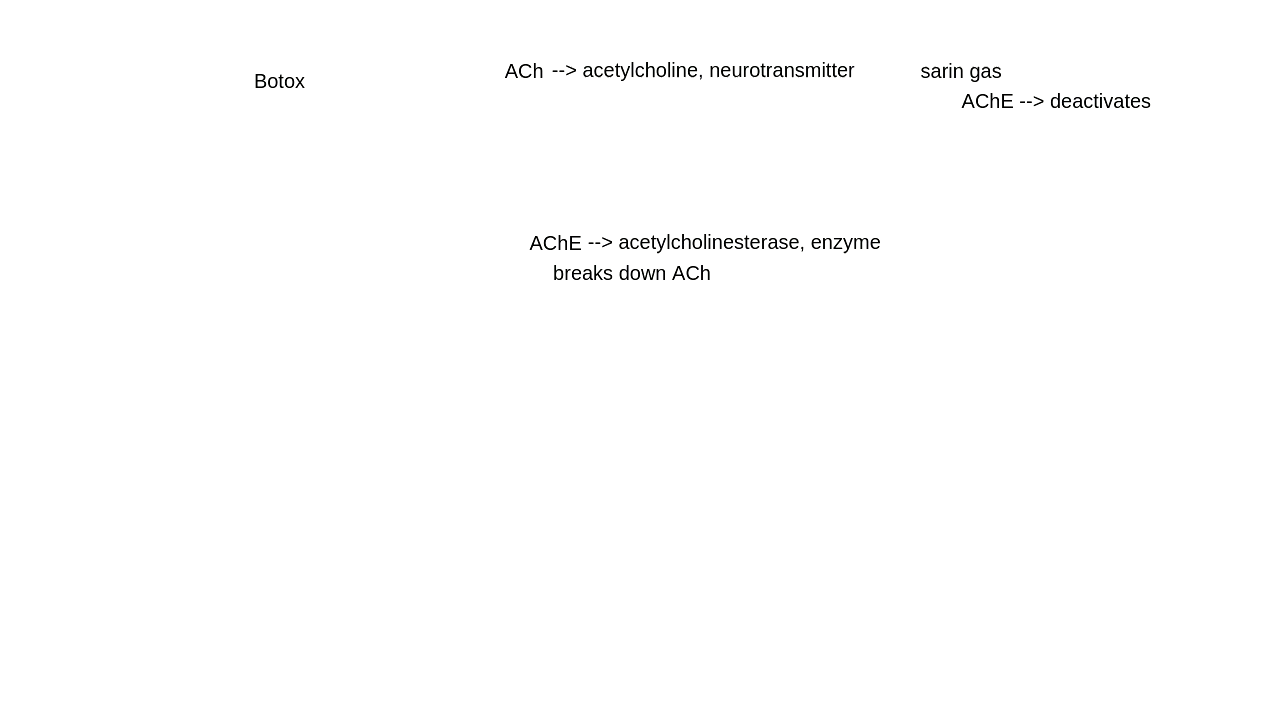 Botox
ACh --> acetylcholine, neurotransmitter
sarin gas
AChE --> deactivates
AChE --> acetylcholinesterase, enzyme
breaks down ACh